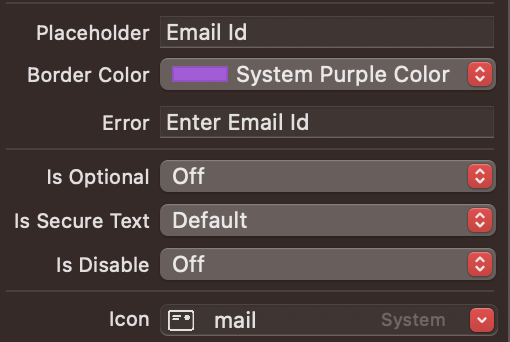 Placeholder Email Id
Border Color System Purple Color
Error Enter Email Id
Is Optional Off
Is Secure Text Default
Is Disable Off
Icon mail System